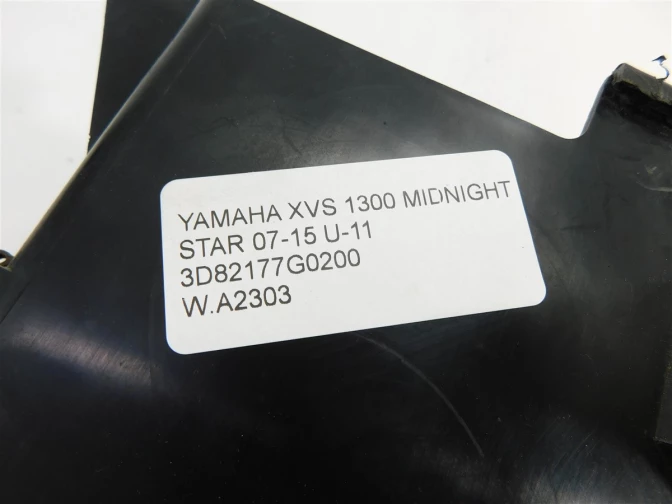 YAMAHA XVS 1300 MIDNIGHT
STAR 07-15 U-11
3D82177G0200
W.A2303